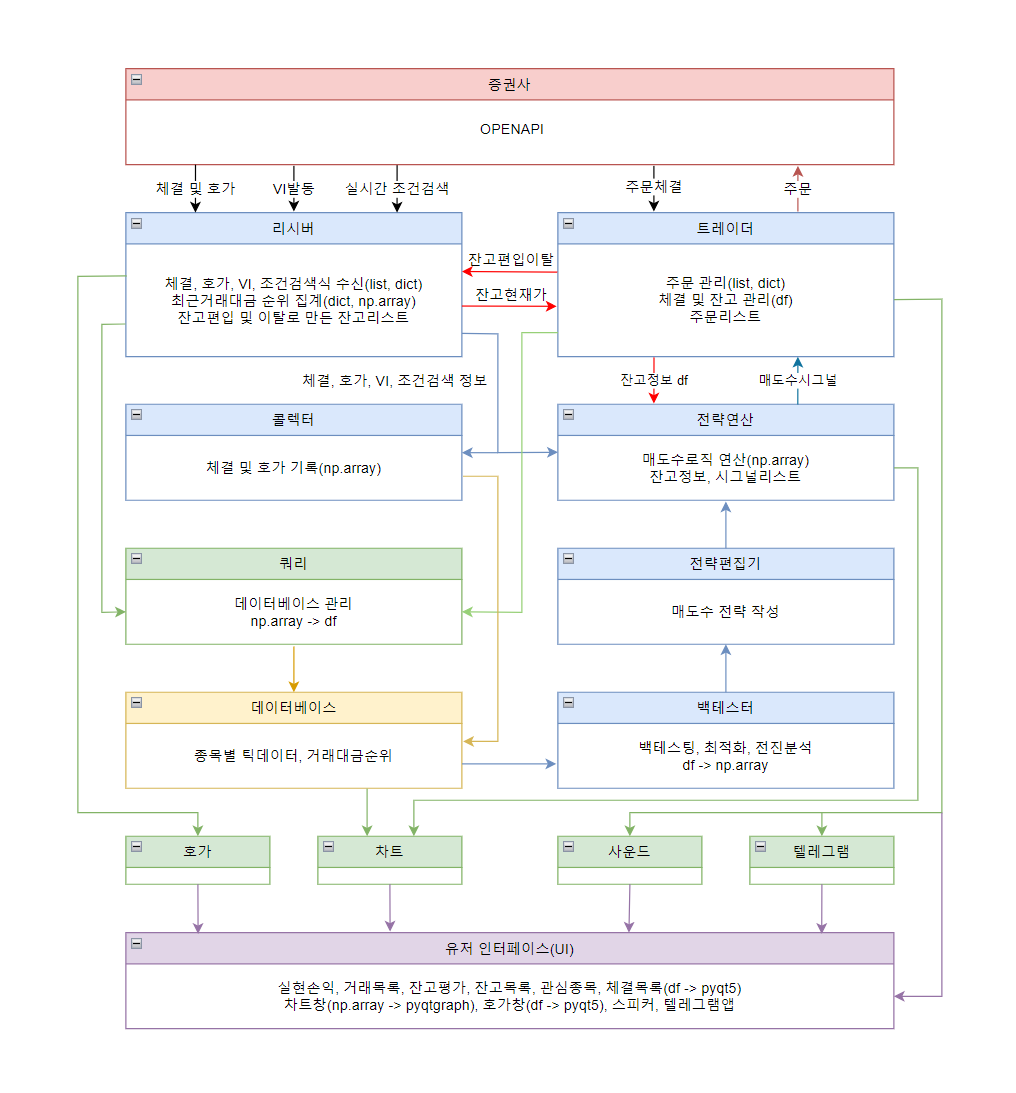 증권사
OPENAPI
체결 및 호가
VI발동
실시간 조건검색
주문체결
주문
리시버
체결, 호가, VI, 조건검색식 수신(list, dict)
최근거래대금 순위 집계(dict, np.array)
잔고편입 및 이탈로 만든 잔고리스트
잔고편입이탈
잔고현재가
트레이더
주문 관리(list, dict)
체결 및 잔고 관리(df)
주문리스트
체결, 호가, VI, 조건검색 정보
잔고정보 df
매도수시그널
콜렉터
체결 및 호가 기록(np.array)
전략연산
매도수로직 연산(np.array)
잔고정보, 시그널리스트
쿼리
데이터베이스 관리
np.array -> df
전략편집기
매도수 전략 작성
데이터베이스
종목별 틱데이터, 거래대금순위
백테스터
백테스팅, 최적화, 전진분석
df -> np.array
호가
차트
사운드
텔레그램
유저 인터페이스(UI)
실현손익, 거래목록, 잔고평가, 잔고목록, 관심종목, 체결목록(df -> pyqt5)
차트창(np.array -> pyqtgraph), 호가창(df -> pyqt5), 스피커, 텔레그램앱